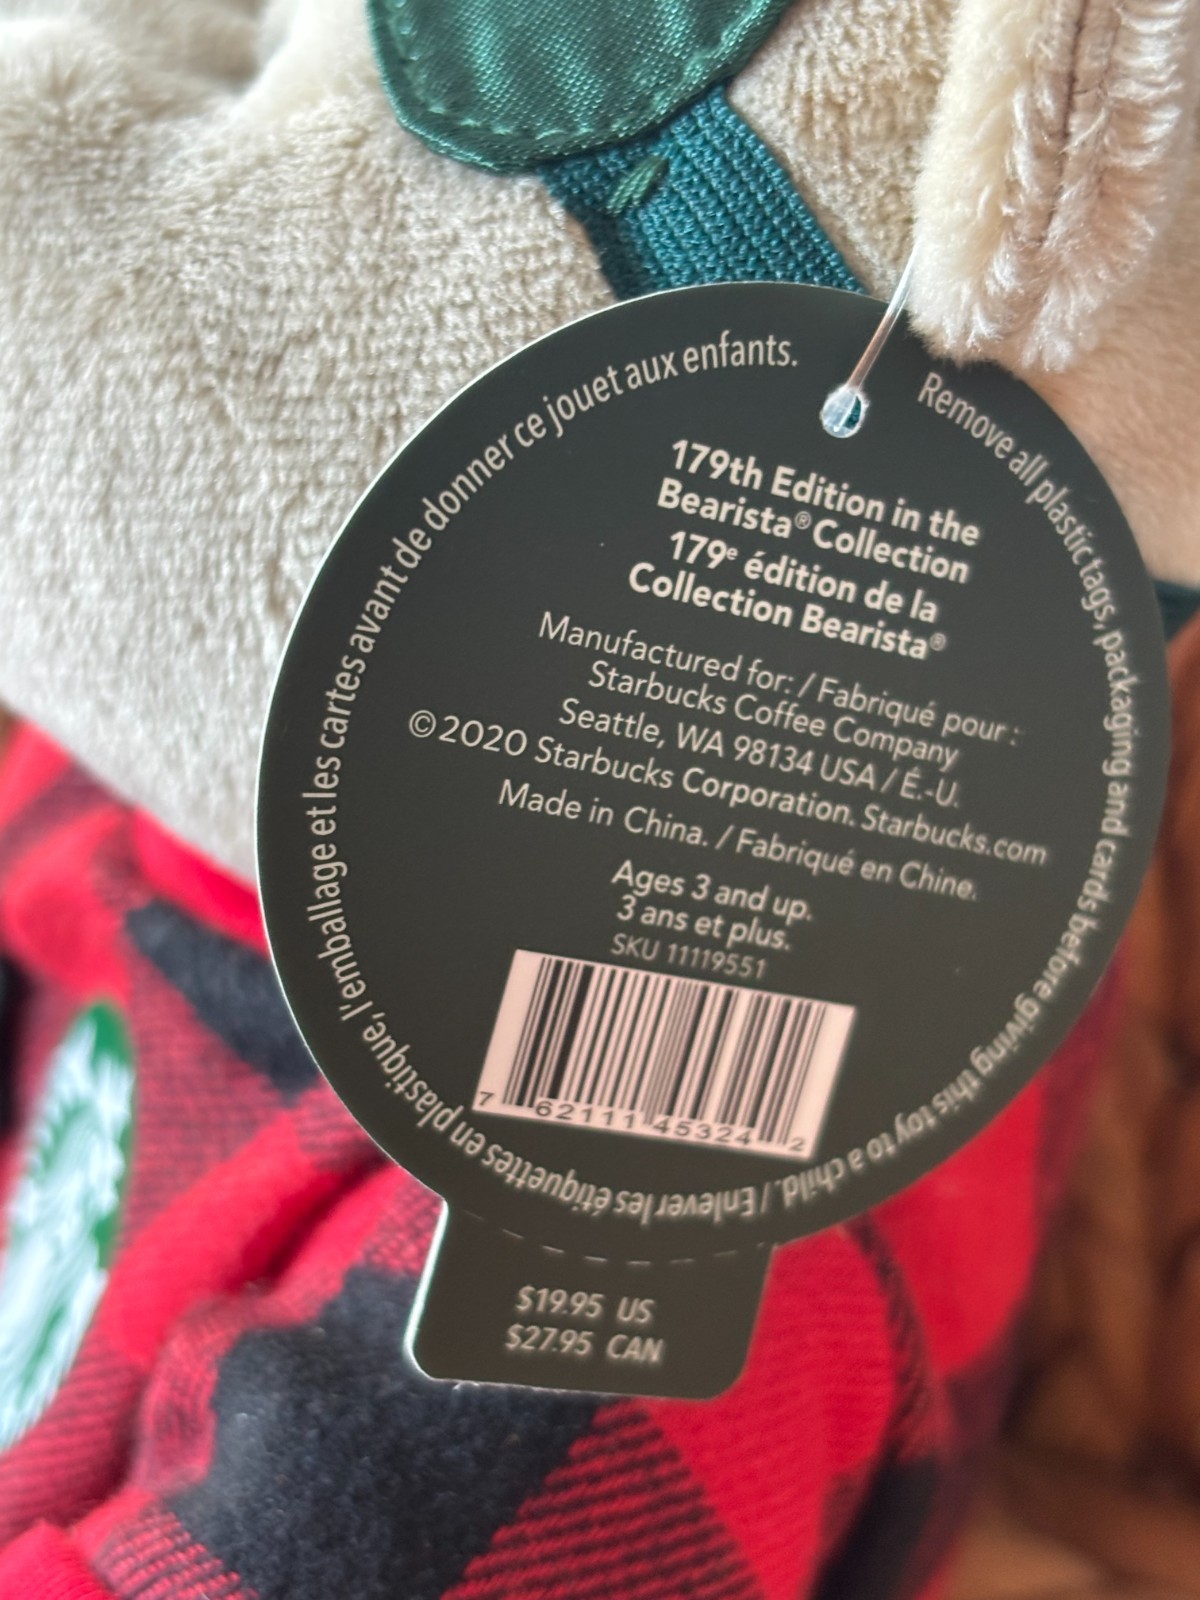 179th Edition in the
Bearista® Collection
179e édition de la
Collection Bearista®
Manufactured for: / Fabriqué pour :
Starbucks Coffee Company
Seattle, WA 98134 USA / É.-U.
©2020 Starbucks Corporation. Starbucks.com
Made in China. / Fabriqué en Chine.
Ages 3 and up.
3 ans et plus.
SKU 11119551
7 62111 45324 2
Remove all plastic tags, packaging and cards before giving this toy to a child. / Enlever les étiquettes en plastique, l'emballage et les cartes avant de donner ce jouet aux enfants.
$19.95 US
$27.95 CAN